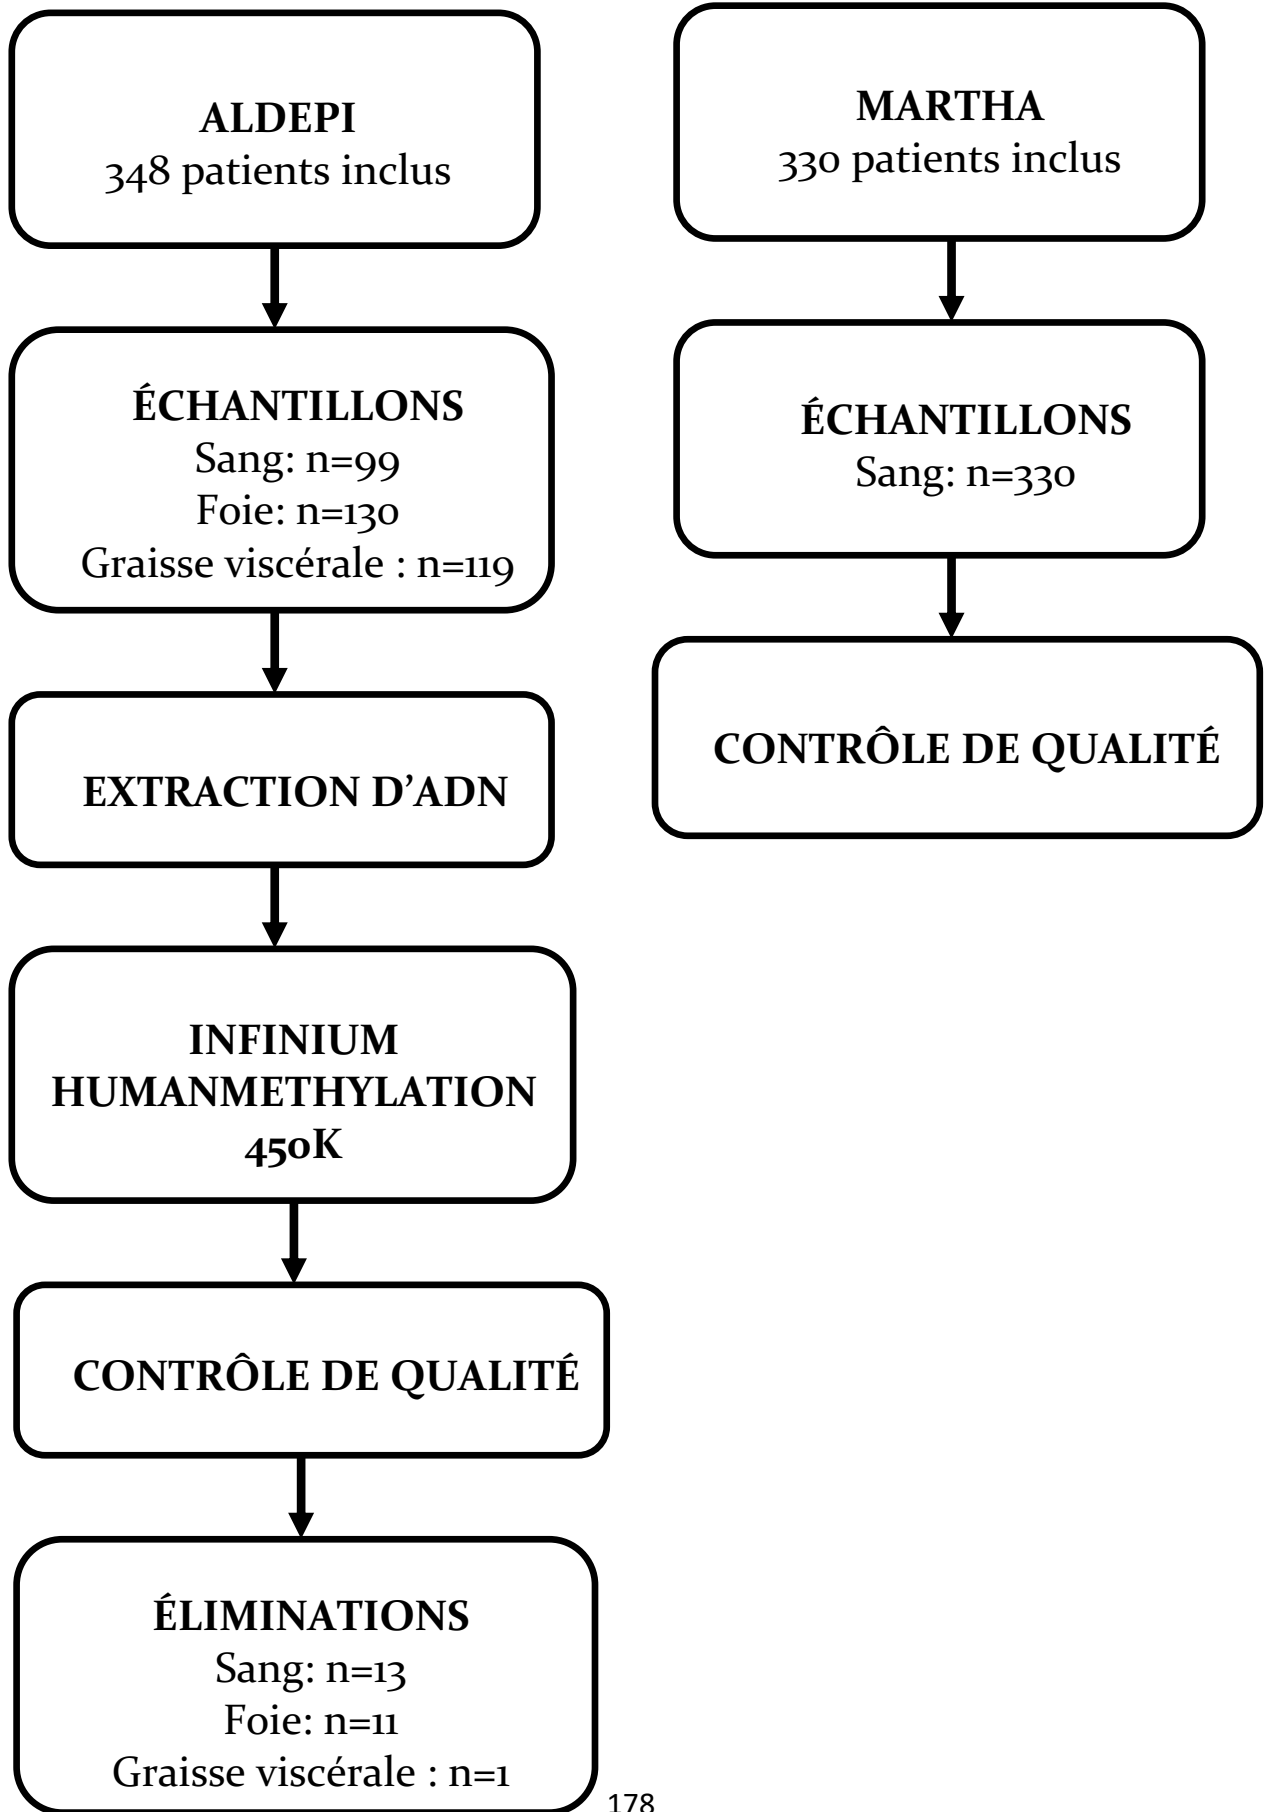 ALDEPI
348 patients inclus
ÉCHANTILLONS
Sang: n=99
Foie: n=130
Graisse viscérale : n=119
EXTRACTION D’ADN
INFINIUM
HUMANMETHYLATION
450K
CONTRÔLE DE QUALITÉ
ÉLIMINATIONS
Sang: n=13
Foie: n=11
Graisse viscérale : n=1
MARTHA
330 patients inclus
ÉCHANTILLONS
Sang: n=330
CONTRÔLE DE QUALITÉ
178